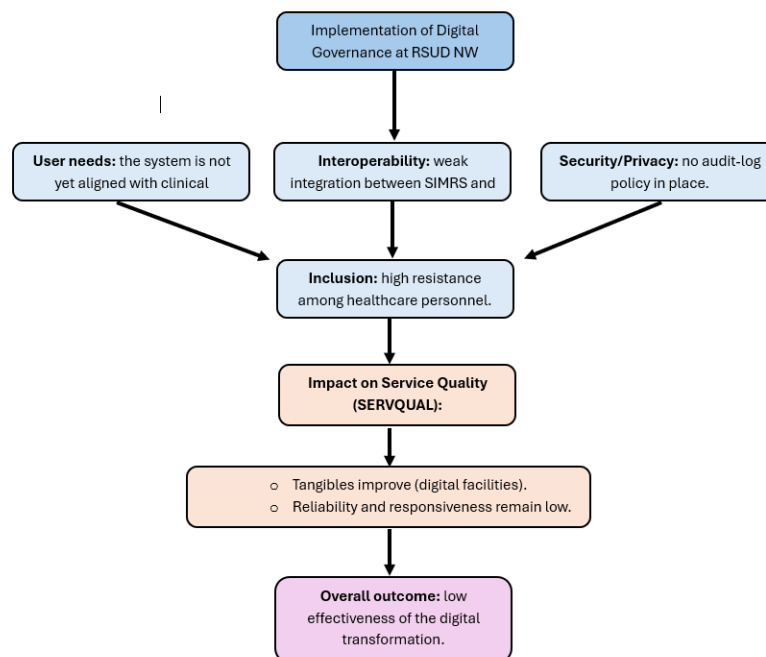 Implementation of Digital
Governance at RSUD NW
User needs: the system is not
yet aligned with clinical
Interoperability: weak
integration between SIMRS and
Security/Privacy: no audit-log
policy in place.
Inclusion: high resistance
among healthcare personnel.
Impact on Service Quality
(SERVQUAL):
○ Tangibles improve (digital facilities).
○ Reliability and responsiveness remain low.
Overall outcome: low
effectiveness of the digital
transformation.